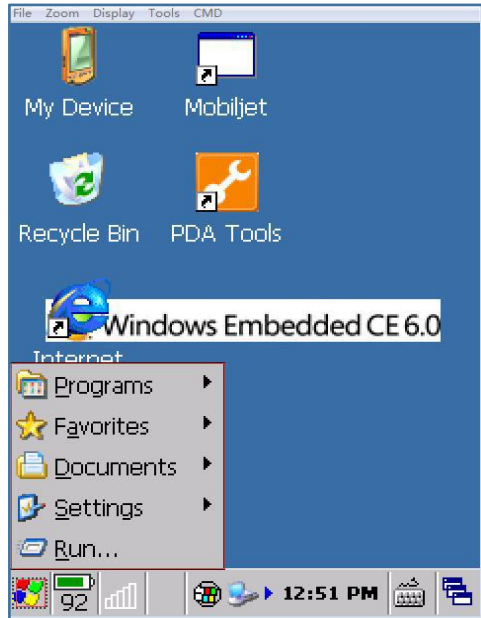 File Zoom Display Tools CMD
My Device Mobiljet
Recycle Bin PDA Tools
Windows Embedded CE 6.0
Internet
Programs
Favorites
Documents
Settings
Run...
92 12:51 PM